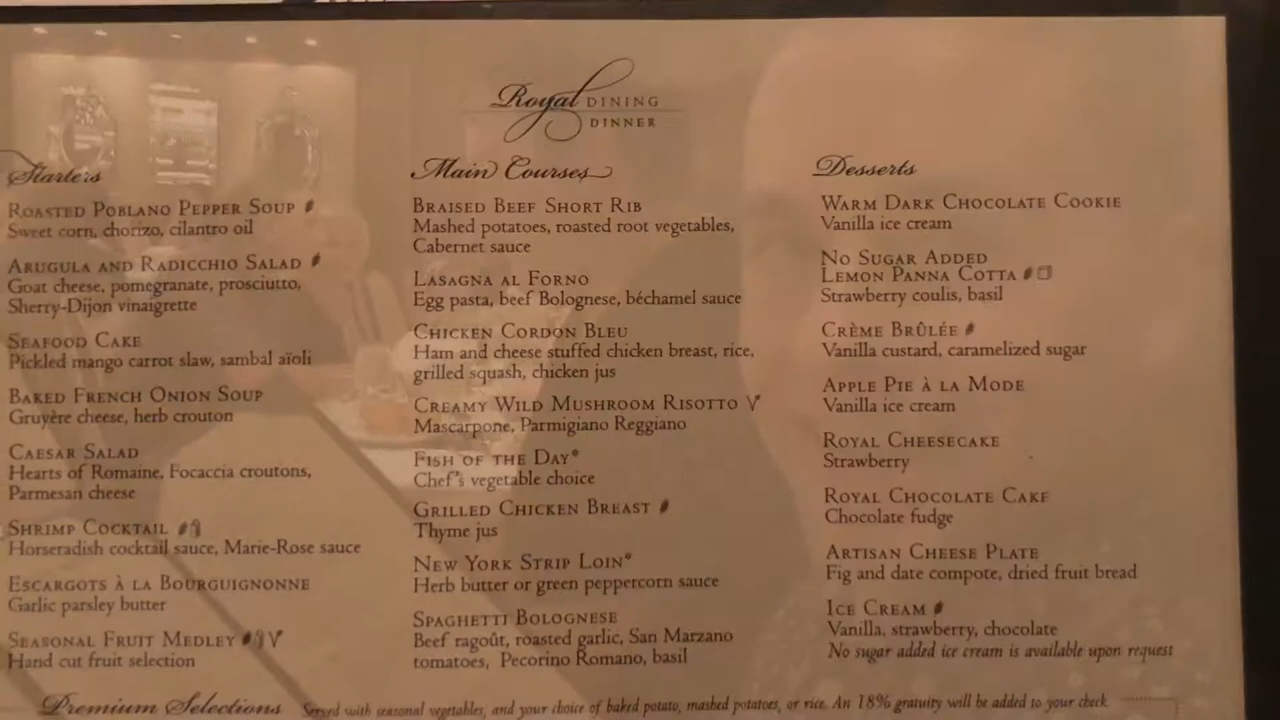 Royal DINING
DINNER
Starters
ROASTED POBLANO PEPPER SOUP
Sweet corn, chorizo, cilantro oil
ARUGULA AND RADICCHIO SALAD
Goat cheese, pomegranate, prosciutto,
Sherry-Dijon vinaigrette
SEAFOOD CAKE
Pickled mango carrot slaw, sambal aïoli
BAKED FRENCH ONION SOUP
Gruyère cheese, herb crouton
CAESAR SALAD
Hearts of Romaine, Focaccia croutons,
Parmesan cheese
SHRIMP COCKTAIL
Horseradish cocktail sauce, Marie-Rose sauce
ESCARGOTS À LA BOURGUIGNONNE
Garlic parsley butter
SEASONAL FRUIT MEDLEY V
Hand cut fruit selection
Main Courses
BRAISED BEEF SHORT RIB
Mashed potatoes, roasted root vegetables,
Cabernet sauce
LASAGNA AL FORNO
Egg pasta, beef Bolognese, béchamel sauce
CHICKEN CORDON BLEU
Ham and cheese stuffed chicken breast, rice,
grilled squash, chicken jus
CREAMY WILD MUSHROOM RISOTTO V
Mascarpone, Parmigiano Reggiano
FISH OF THE DAY*
Chef's vegetable choice
GRILLED CHICKEN BREAST
Thyme jus
NEW YORK STRIP LOIN*
Herb butter or green peppercorn sauce
SPAGHETTI BOLOGNESE
Beef ragoût, roasted garlic, San Marzano
tomatoes, Pecorino Romano, basil
Desserts
WARM DARK CHOCOLATE COOKIE
Vanilla ice cream
NO SUGAR ADDED
LEMON PANNA COTTA
Strawberry coulis, basil
CRÈME BRÛLÉE
Vanilla custard, caramelized sugar
APPLE PIE À LA MODE
Vanilla ice cream
ROYAL CHEESECAKE
Strawberry
ROYAL CHOCOLATE CAKE
Chocolate fudge
ARTISAN CHEESE PLATE
Fig and date compote, dried fruit bread
ICE CREAM
Vanilla, strawberry, chocolate
No sugar added ice cream is available upon request
Premium Selections Served with seasonal vegetables, and your choice of baked potato, mashed potatoes, or rice. An 18% gratuity will be added to your check